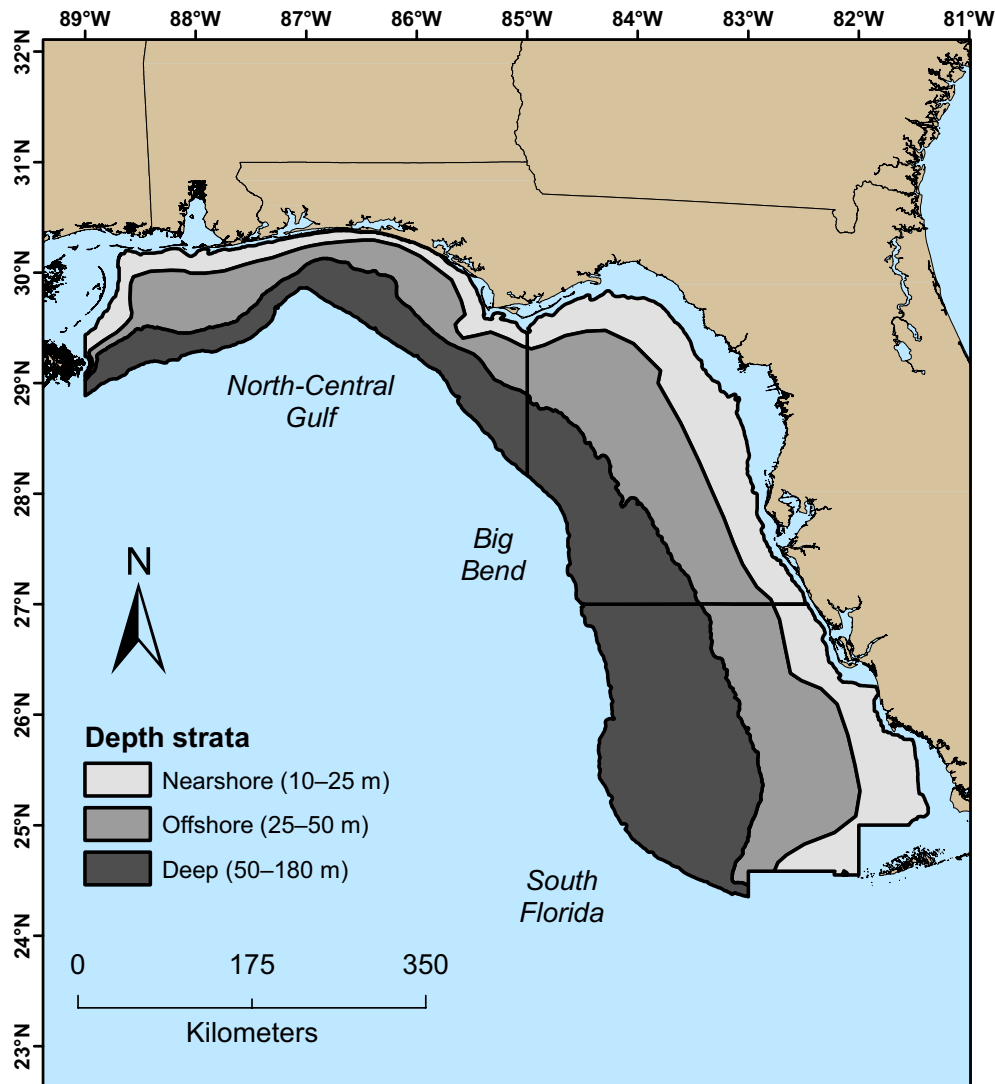 89°W 88°W 87°W 86°W 85°W 84°W 83°W 82°W 81°W
32°N
31°N
30°N
29°N
28°N
27°N
26°N
25°N
24°N
23°N
North-Central
Gulf
Big
Bend
N
South
Florida
Depth strata
Nearshore (10–25 m)
Offshore (25–50 m)
Deep (50–180 m)
0 175 350
Kilometers